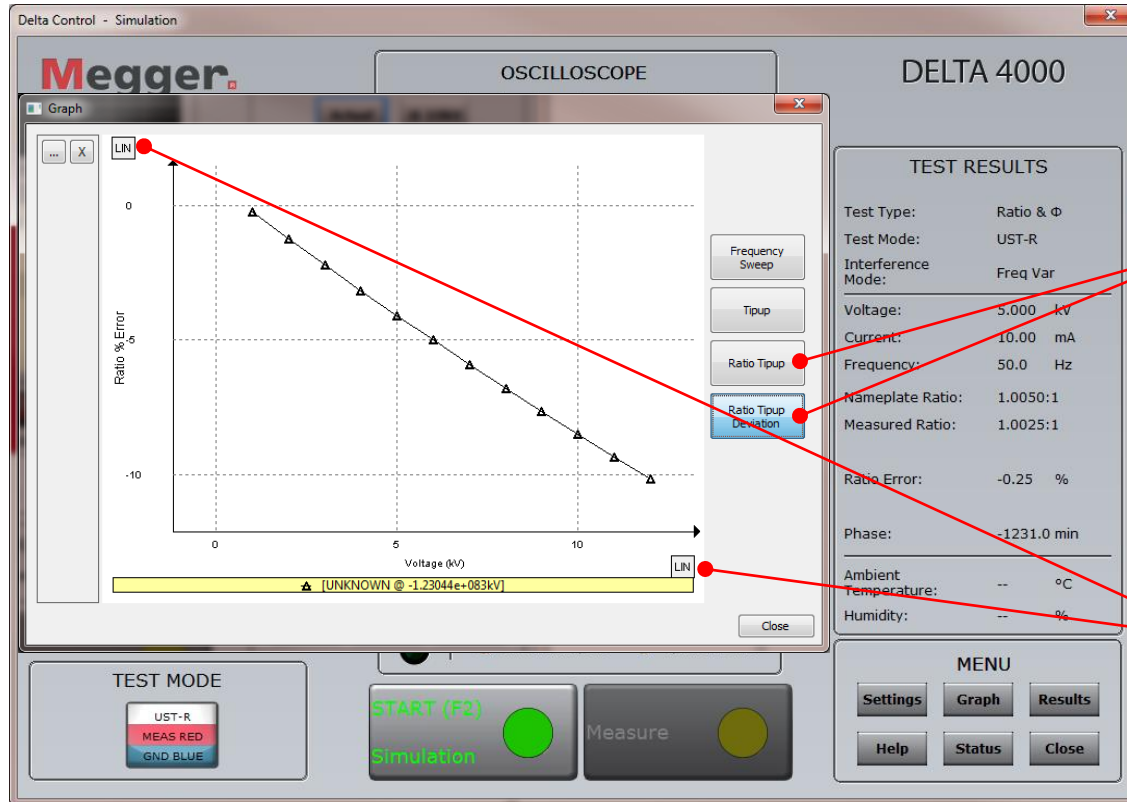 Delta Control - Simulation
Megger.
OSCILLOSCOPE
DELTA 4000
Graph
... X
LIN
0
-5
-10
Ratio % Error
0 5 10
Voltage (kV)
LIN
[UNKNOWN @ -1.23044e+083kV]
Frequency
Sweep
Tipup
Ratio Tipup
Ratio Tipup
Deviation
Close
TEST RESULTS
Test Type: Ratio & Φ
Test Mode: UST-R
Interference
Mode: Freq Var
Voltage: 5.000 kV
Current: 10.00 mA
Frequency: 50.0 Hz
Nameplate Ratio: 1.0050:1
Measured Ratio: 1.0025:1
Ratio Error: -0.25 %
Phase: -1231.0 min
Ambient
Temperature: -- °C
Humidity: -- %
TEST MODE
UST-R
MEAS RED
GND BLUE
START (F2)
Simulation
Measure
MENU
Settings Graph Results
Help Status Close